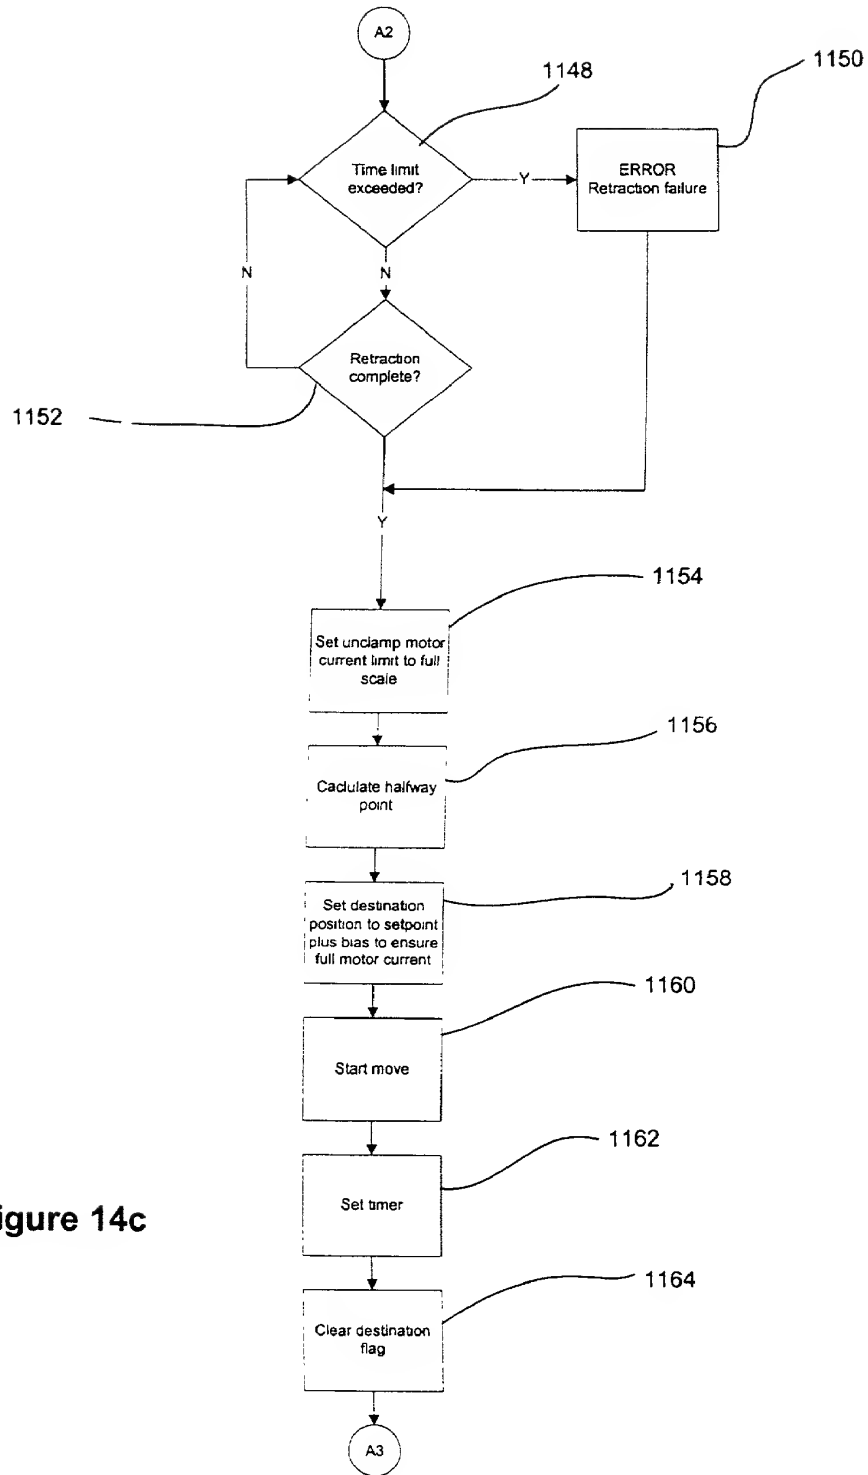 A2
1148
1150
Time limit
exceeded?
Y
ERROR
Retraction failure
N
N
Retraction
complete?
1152
Y
1154
Set unclamp motor
current limit to full
scale
1156
Caclulate halfway
point
1158
Set destination
position to setpoint
plus bias to ensure
full motor current
1160
Start move
1162
Set timer
igure 14c
1164
Clear destination
flag
A3